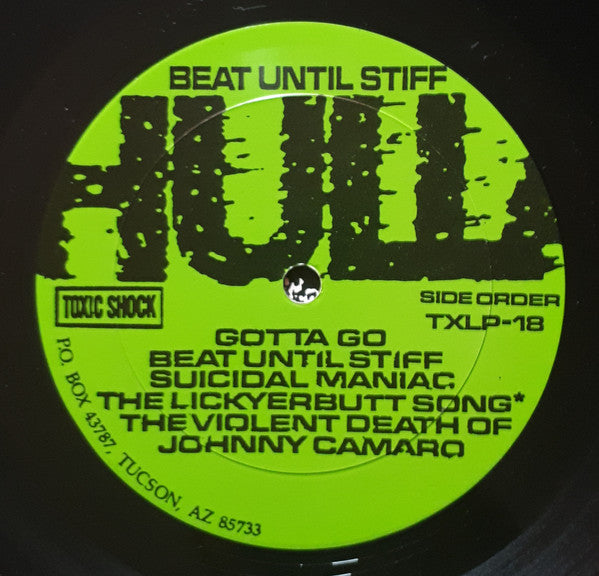 BEAT UNTIL STIFF
HULL
TOXIC SHOCK
SIDE ORDER
TXLP-18
GOTTA GO
BEAT UNTIL STIFF
SUICIDAL MANIAC
THE LICKYERBUTT SONG*
THE VIOLENT DEATH OF
JOHNNY CAMARO
P.O. BOX 43787, TUCSON, AZ 85733